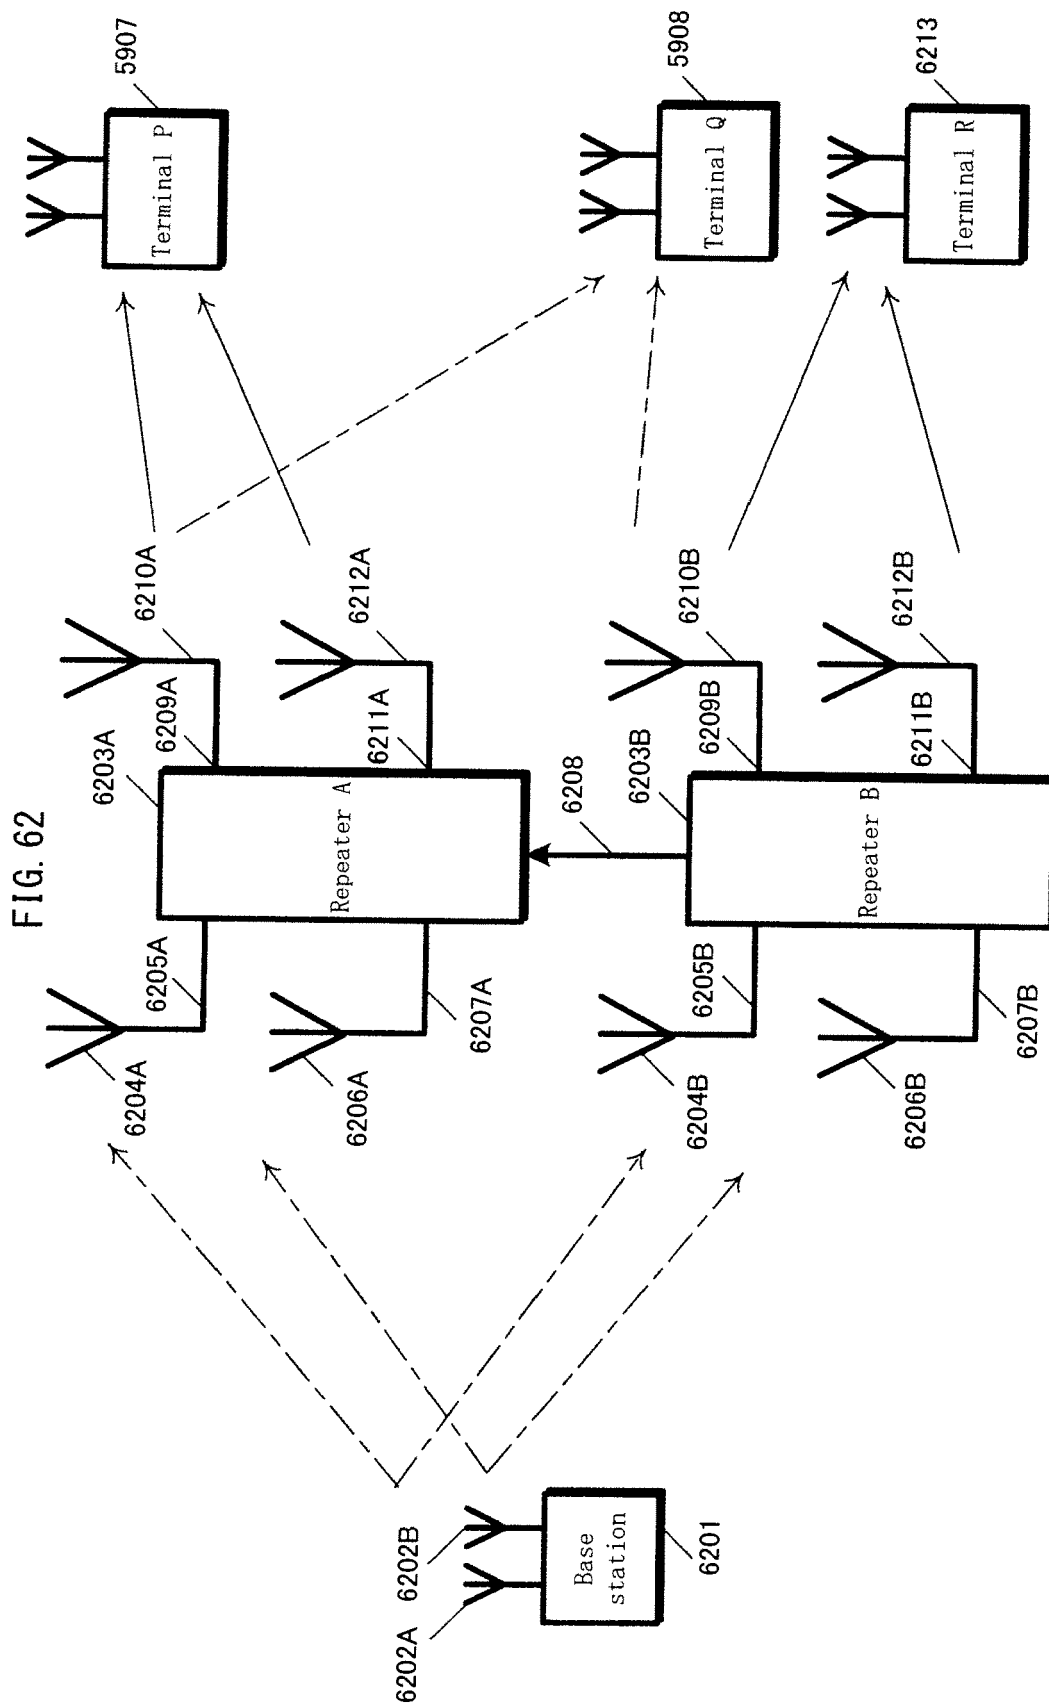 FIG. 62
6202A
6202B
Base
station
6201
6204A
6205A
6206A
6207A
6203A
Repeater A
6209A
6210A
6211A
6212A
6208
6204B
6205B
6206B
6207B
6203B
Repeater B
6209B
6210B
6211B
6212B
Terminal P
5907
Terminal Q
5908
Terminal R
6213